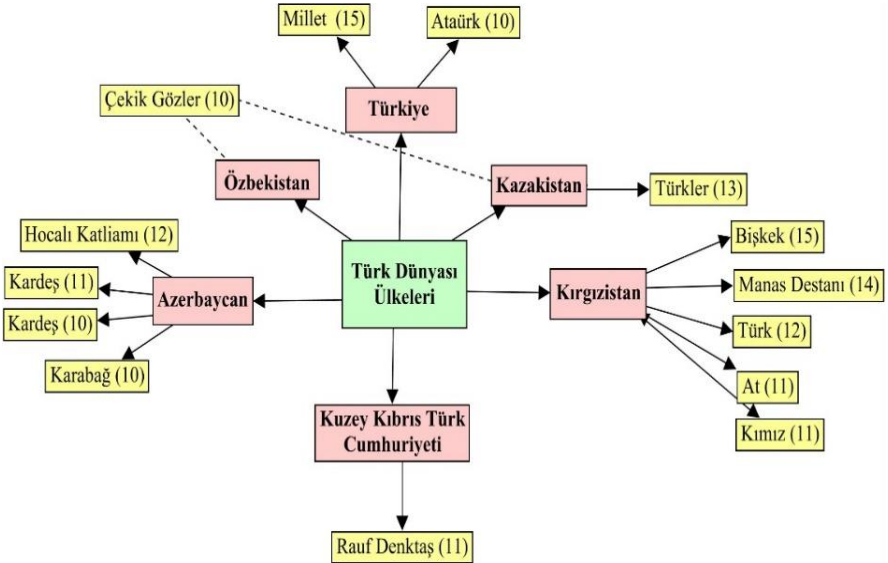 Millet (15)
Ataürk (10)
Çekik Gözler (10)
Türkiye
Özbekistan
Kazakistan
Türkler (13)
Hocalı Katliamı (12)
Kardeş (11)
Kardeş (10)
Karabağ (10)
Azerbaycan
Türk Dünyası
Ülkeleri
Kırgızistan
Bişkek (15)
Manas Destanı (14)
Türk (12)
At (11)
Kımız (11)
Kuzey Kıbrıs Türk
Cumhuriyeti
Rauf Denktaş (11)